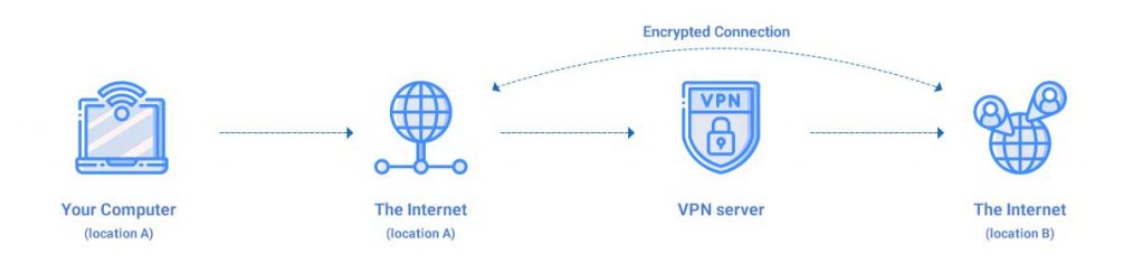 Encrypted Connection
VPN
Your Computer
(location A)
The Internet
(location A)
VPN server
The Internet
(location B)